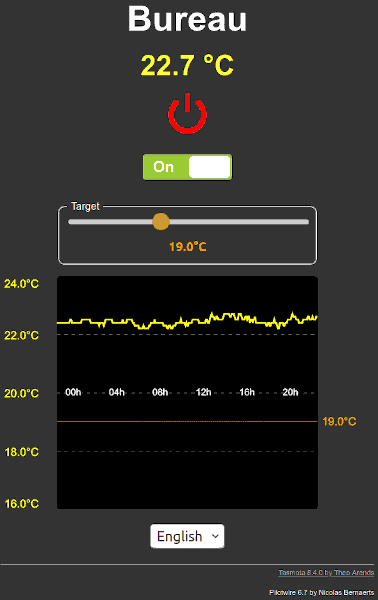 Bureau
22.7 °C
On
Target
19.0°C
24.0°C
22.0°C
20.0°C
00h 04h 08h 12h 16h 20h
19.0°C
18.0°C
16.0°C
English
Tasmota 8.4.0 by Theo Arends
Pilotwire 6.7 by Nicolas Bernaerts